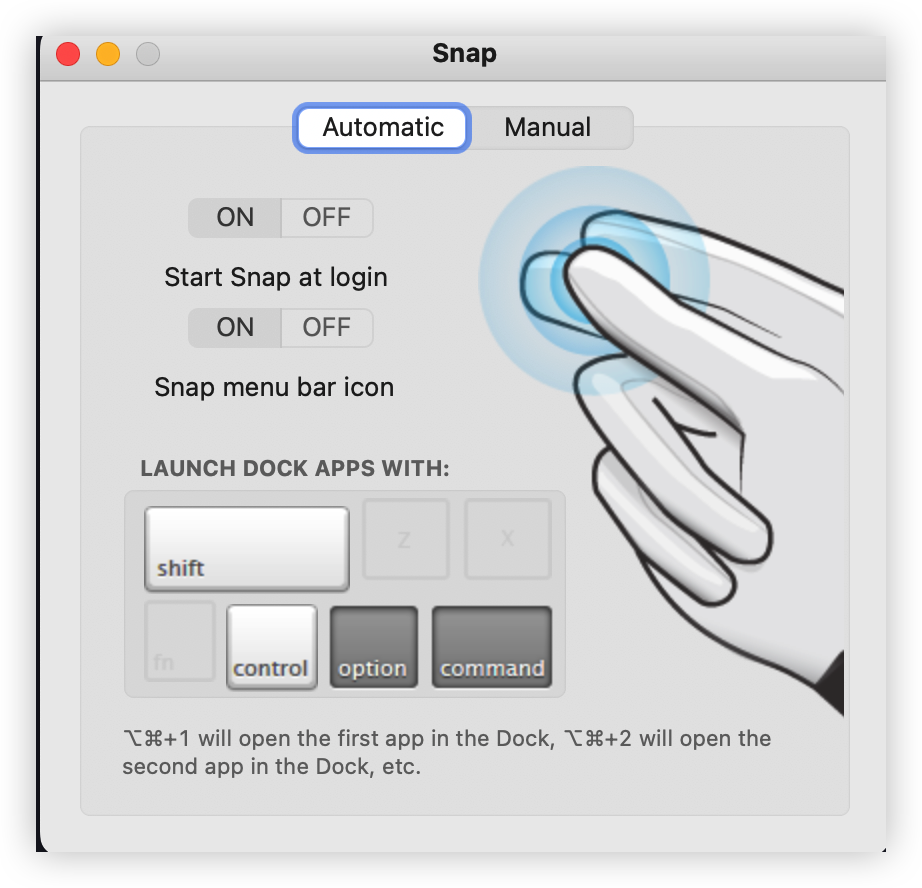 Snap
Automatic Manual
ON OFF
Start Snap at login
ON OFF
Snap menu bar icon
LAUNCH DOCK APPS WITH:
shift Z X
fn control option command
⌥⌘+1 will open the first app in the Dock, ⌥⌘+2 will open the
second app in the Dock, etc.